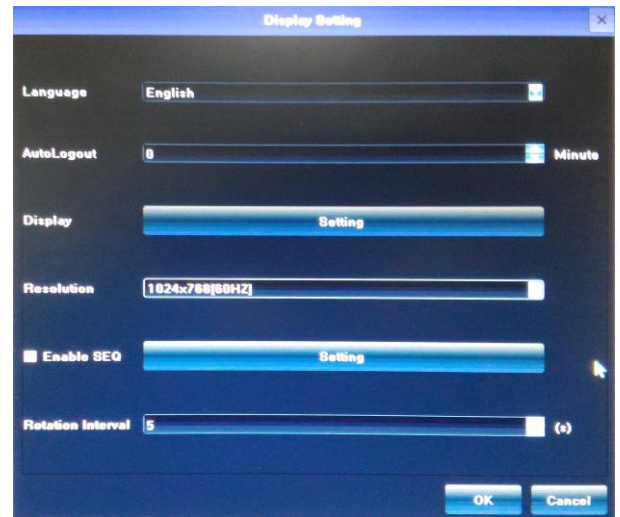 Display Setting
Language English
AutoLogout 0 Minute
Display Setting
Resolution 1024x768[60HZ]
Enable SEQ Setting
Rotation Interval 5 (s)
OK Cancel